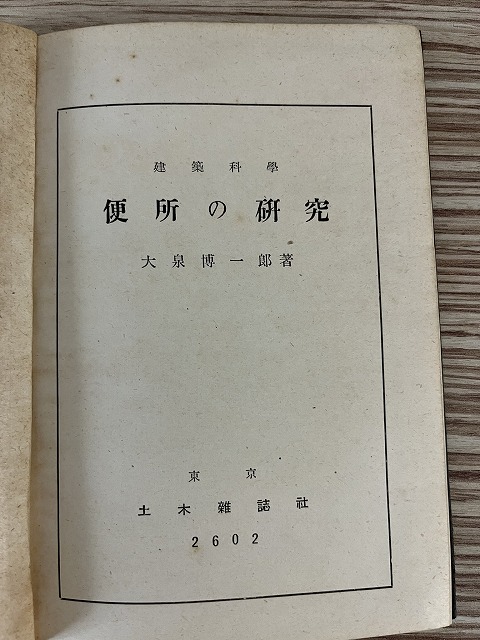 建築科學
便所の研究
大泉博一郎著
東京
土木雜誌社
2602